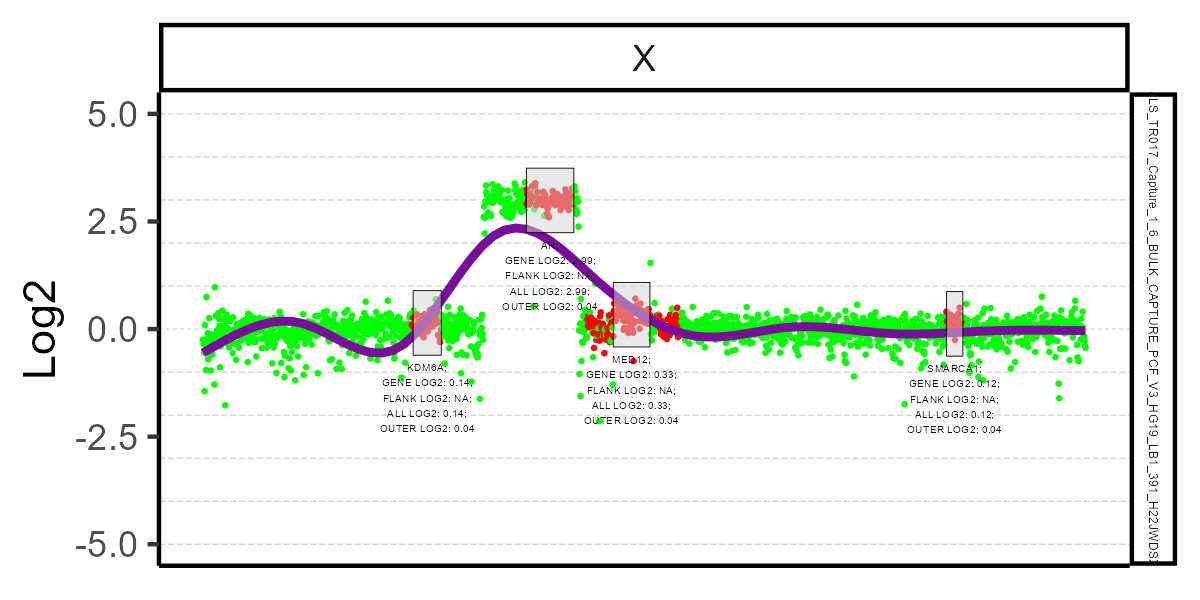 X
5.0
2.5
0.0
-2.5
-5.0
Log2
AR;
GENE LOG2: 2.99;
FLANK LOG2: NA;
ALL LOG2: 2.99;
OUTER LOG2: 0.04
KDM6A;
GENE LOG2: 0.14;
FLANK LOG2: NA;
ALL LOG2: 0.14;
OUTER LOG2: 0.04
MED12;
GENE LOG2: 0.33;
FLANK LOG2: NA;
ALL LOG2: 0.33;
OUTER LOG2: 0.04
SMARCA1;
GENE LOG2: 0.12;
FLANK LOG2: NA;
ALL LOG2: 0.12;
OUTER LOG2: 0.04
LS_TR017_Capture_1_6_BULK_CAPTURE_PCF_V3_HG19_LB1_391_H22JWDS